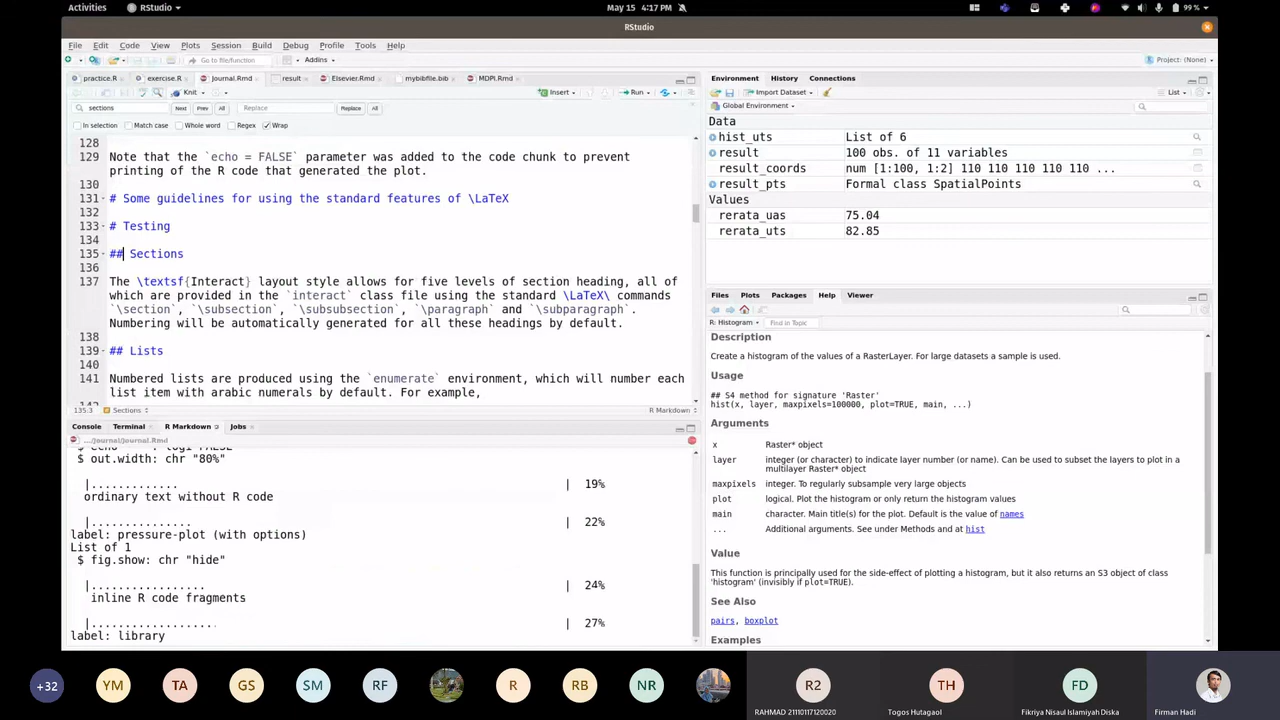 Activities
RStudio
May 15 4:17 PM
99 %
RStudio
File Edit Code View Plots Session Build Debug Profile Tools Help
Go to file/function
Addins
Project: (None)
practice.R
exercise.R
Journal.Rmd
result
Elsevier.Rmd
mybibfile.bib
MDPI.Rmd
Knit
Insert
Run
sections
Next
Prev
All
Replace
Replace
All
In selection
Match case
Whole word
Regex
Wrap
128
129 Note that the `echo = FALSE` parameter was added to the code chunk to prevent
printing of the R code that generated the plot.
130
131 # Some guidelines for using the standard features of \LaTeX
132
133 # Testing
134
135 ## Sections
136
137 The \textsf{Interact} layout style allows for five levels of section heading, all of
which are provided in the `interact` class file using the standard \LaTeX\ commands
`\section`, `\subsection`, `\subsubsection`, `\paragraph` and `\subparagraph`.
Numbering will be automatically generated for all these headings by default.
138
139 ## Lists
140
141 Numbered lists are produced using the `enumerate` environment, which will number each
list item with arabic numerals by default. For example,
135:3
Sections
R Markdown
Console
Terminal
R Markdown
Jobs
.../Journal/Journal.Rmd
$ echo : logi FALSE
$ out.width: chr "80%"
|............. | 19%
ordinary text without R code
|............... | 22%
label: pressure-plot (with options)
List of 1
$ fig.show: chr "hide"
|................. | 24%
inline R code fragments
|................... | 27%
label: library
Environment
History
Connections
Import Dataset
List
Global Environment
Data
hist_uts List of 6
result 100 obs. of 11 variables
result_coords num [1:100, 1:2] 110 110 110 110 ...
result_pts Formal class SpatialPoints
Values
rerata_uas 75.04
rerata_uts 82.85
Files
Plots
Packages
Help
Viewer
R: Histogram
Find in Topic
Description
Create a histogram of the values of a RasterLayer. For large datasets a sample is used.
Usage
## S4 method for signature 'Raster'
hist(x, layer, maxpixels=100000, plot=TRUE, main, ...)
Arguments
x Raster* object
layer integer (or character) to indicate layer number (or name). Can be used to subset the layers to plot in a
multilayer Raster* object
maxpixels integer. To regularly subsample very large objects
plot logical. Plot the histogram or only return the histogram values
main character. Main title(s) for the plot. Default is the value of names
... Additional arguments. See under Methods and at hist
Value
This function is principally used for the side-effect of plotting a histogram, but it also returns an S3 object of class
'histogram' (invisibly if plot=TRUE).
See Also
pairs, boxplot
Examples
+32
YM
TA
GS
SM
RF
R
RB
NR
R2
TH
FD
RAHMAD 21110117120020
Togos Hutagaol
Fikriya Nisaul Islamiyah Diska
Firman Hadi